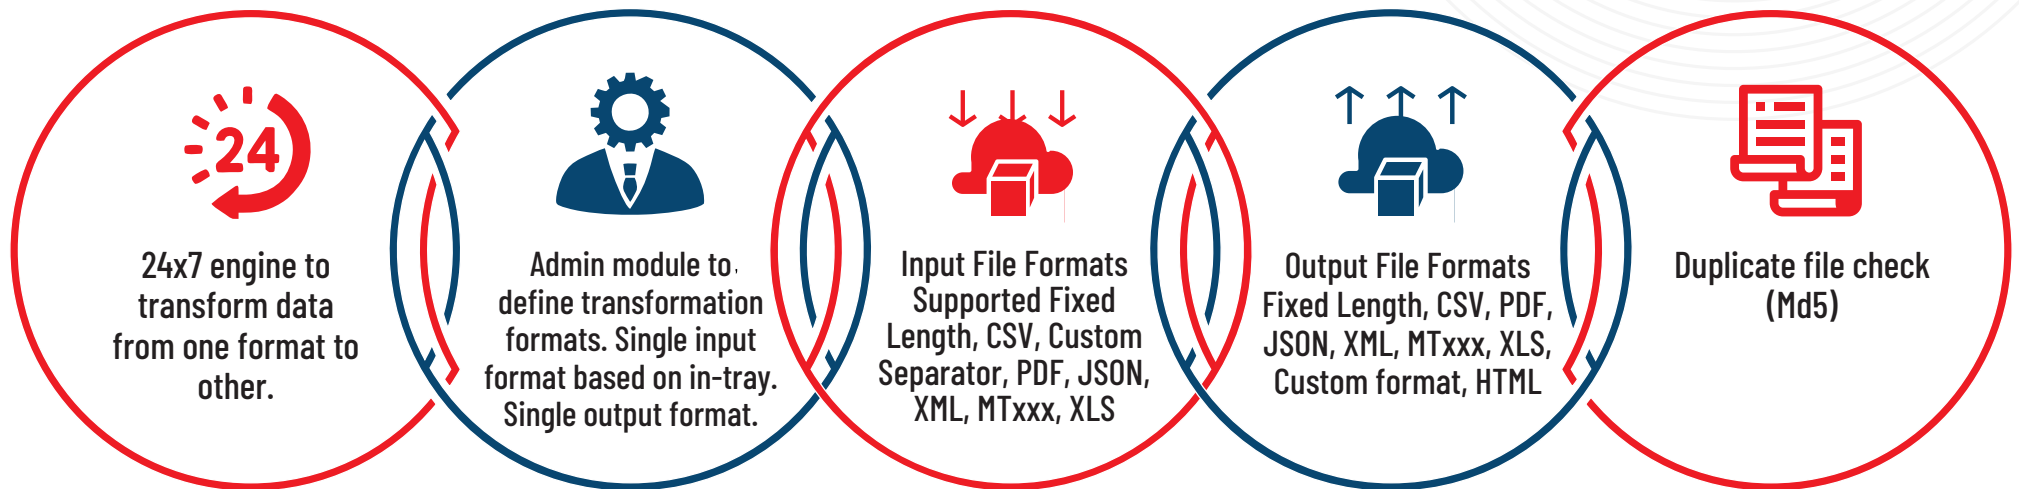 24
24x7 engine to
transform data
from one format to
other.
Admin module to.
define transformation
formats. Single input
format based on in-tray.
Single output format.
Input File Formats
Supported Fixed
Length, CSV, Custom
Separator, PDF, JSON,
XML, MTxxx, XLS
Output File Formats
Fixed Length, CSV, PDF,
JSON, XML, MTxxx, XLS,
Custom format, HTML
Duplicate file check
(Md5)